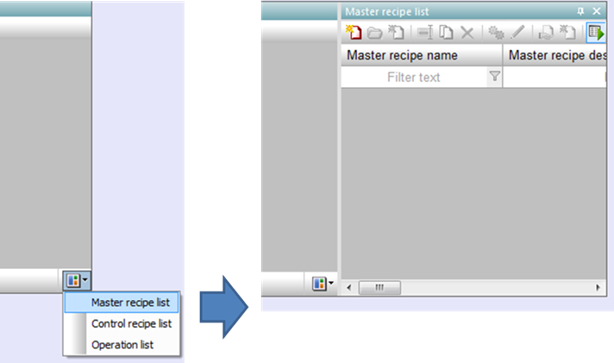 Master recipe list
Control recipe list
Operation list
Master recipe list
Master recipe name
Master recipe des
Filter text